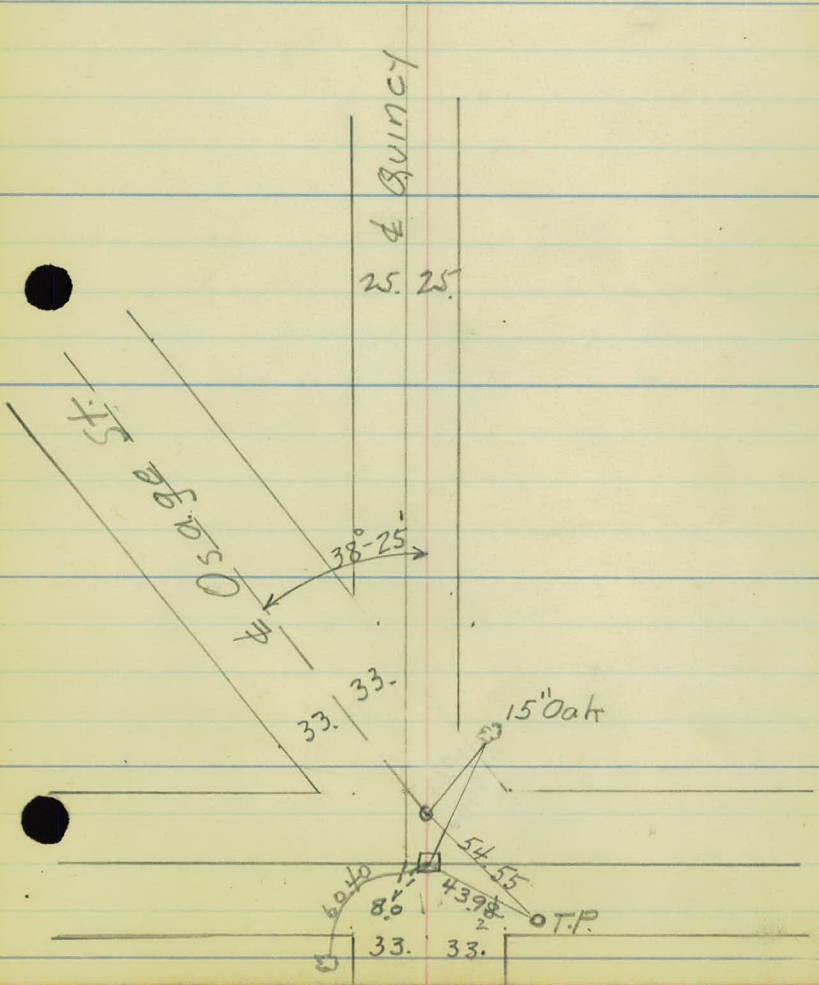 ℄ Quincy
25. 25.
℄ Osage St.
38°-25'
33. 33.
15" Oak
54.55
60.40
8.0
43.98
2
T.P.
33. 33.